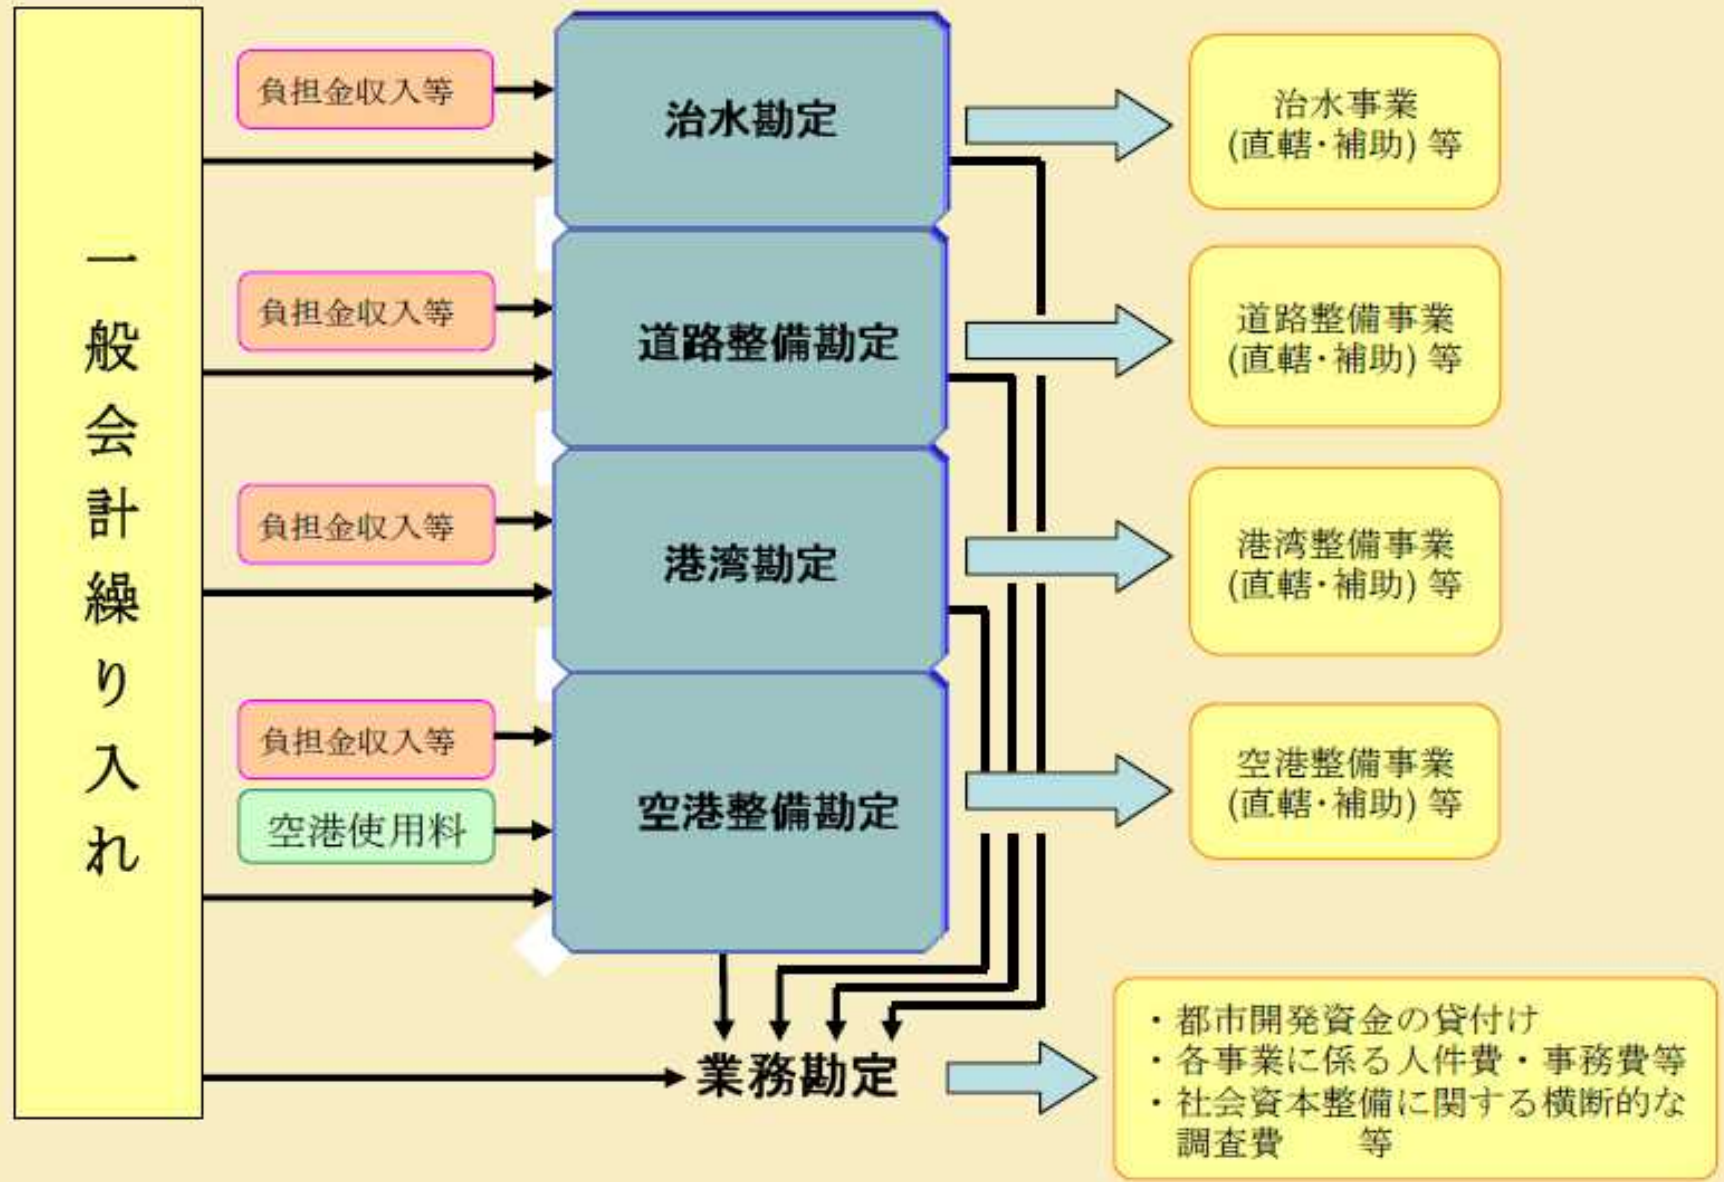 一般会計繰り入れ
負担金収入等
治水勘定
治水事業
(直轄･補助) 等
負担金収入等
道路整備勘定
道路整備事業
(直轄･補助) 等
負担金収入等
港湾勘定
港湾整備事業
(直轄･補助) 等
負担金収入等
空港使用料
空港整備勘定
空港整備事業
(直轄･補助) 等
業務勘定
・都市開発資金の貸付け
・各事業に係る人件費・事務費等
・社会資本整備に関する横断的な
調査費　　等